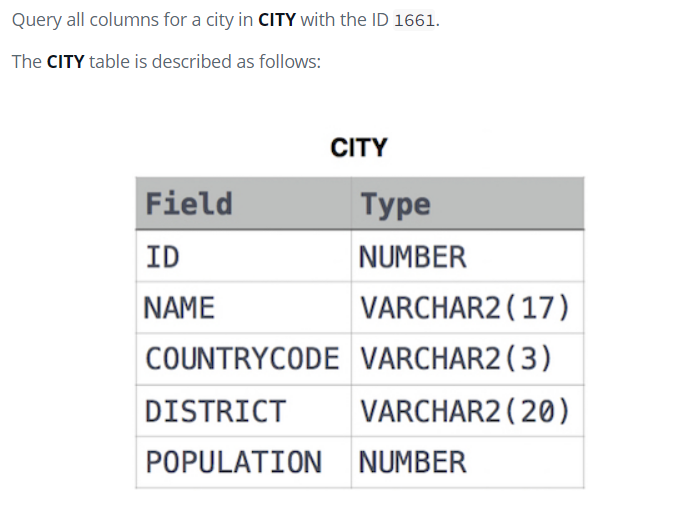 Query all columns for a city in CITY with the ID 1661.
The CITY table is described as follows:
CITY
Field Type
ID NUMBER
NAME VARCHAR2(17)
COUNTRYCODE VARCHAR2(3)
DISTRICT VARCHAR2(20)
POPULATION NUMBER